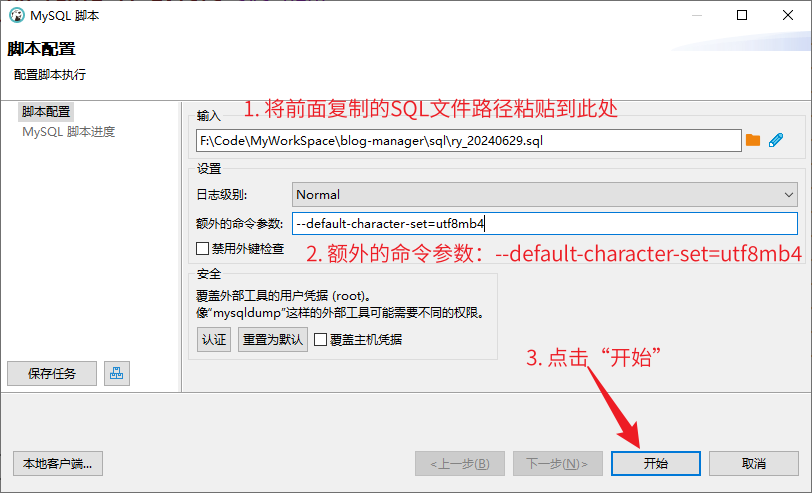 MySQL 脚本
脚本配置
配置脚本执行
脚本配置
MySQL 脚本进度
1. 将前面复制的SQL文件路径粘贴到此处
输入
F:\Code\MyWorkSpace\blog-manager\sql\ry_20240629.sql
设置
日志级别:
Normal
额外的命令参数:
--default-character-set=utf8mb4
禁用外键检查
2. 额外的命令参数：--default-character-set=utf8mb4
安全
覆盖外部工具的用户凭据 (root)。
像“mysqldump”这样的外部工具可能需要不同的权限。
认证
重置为默认
覆盖主机凭据
3. 点击“开始”
保存任务
本地客户端...
<上一步(B)
下一步(N)>
开始
取消